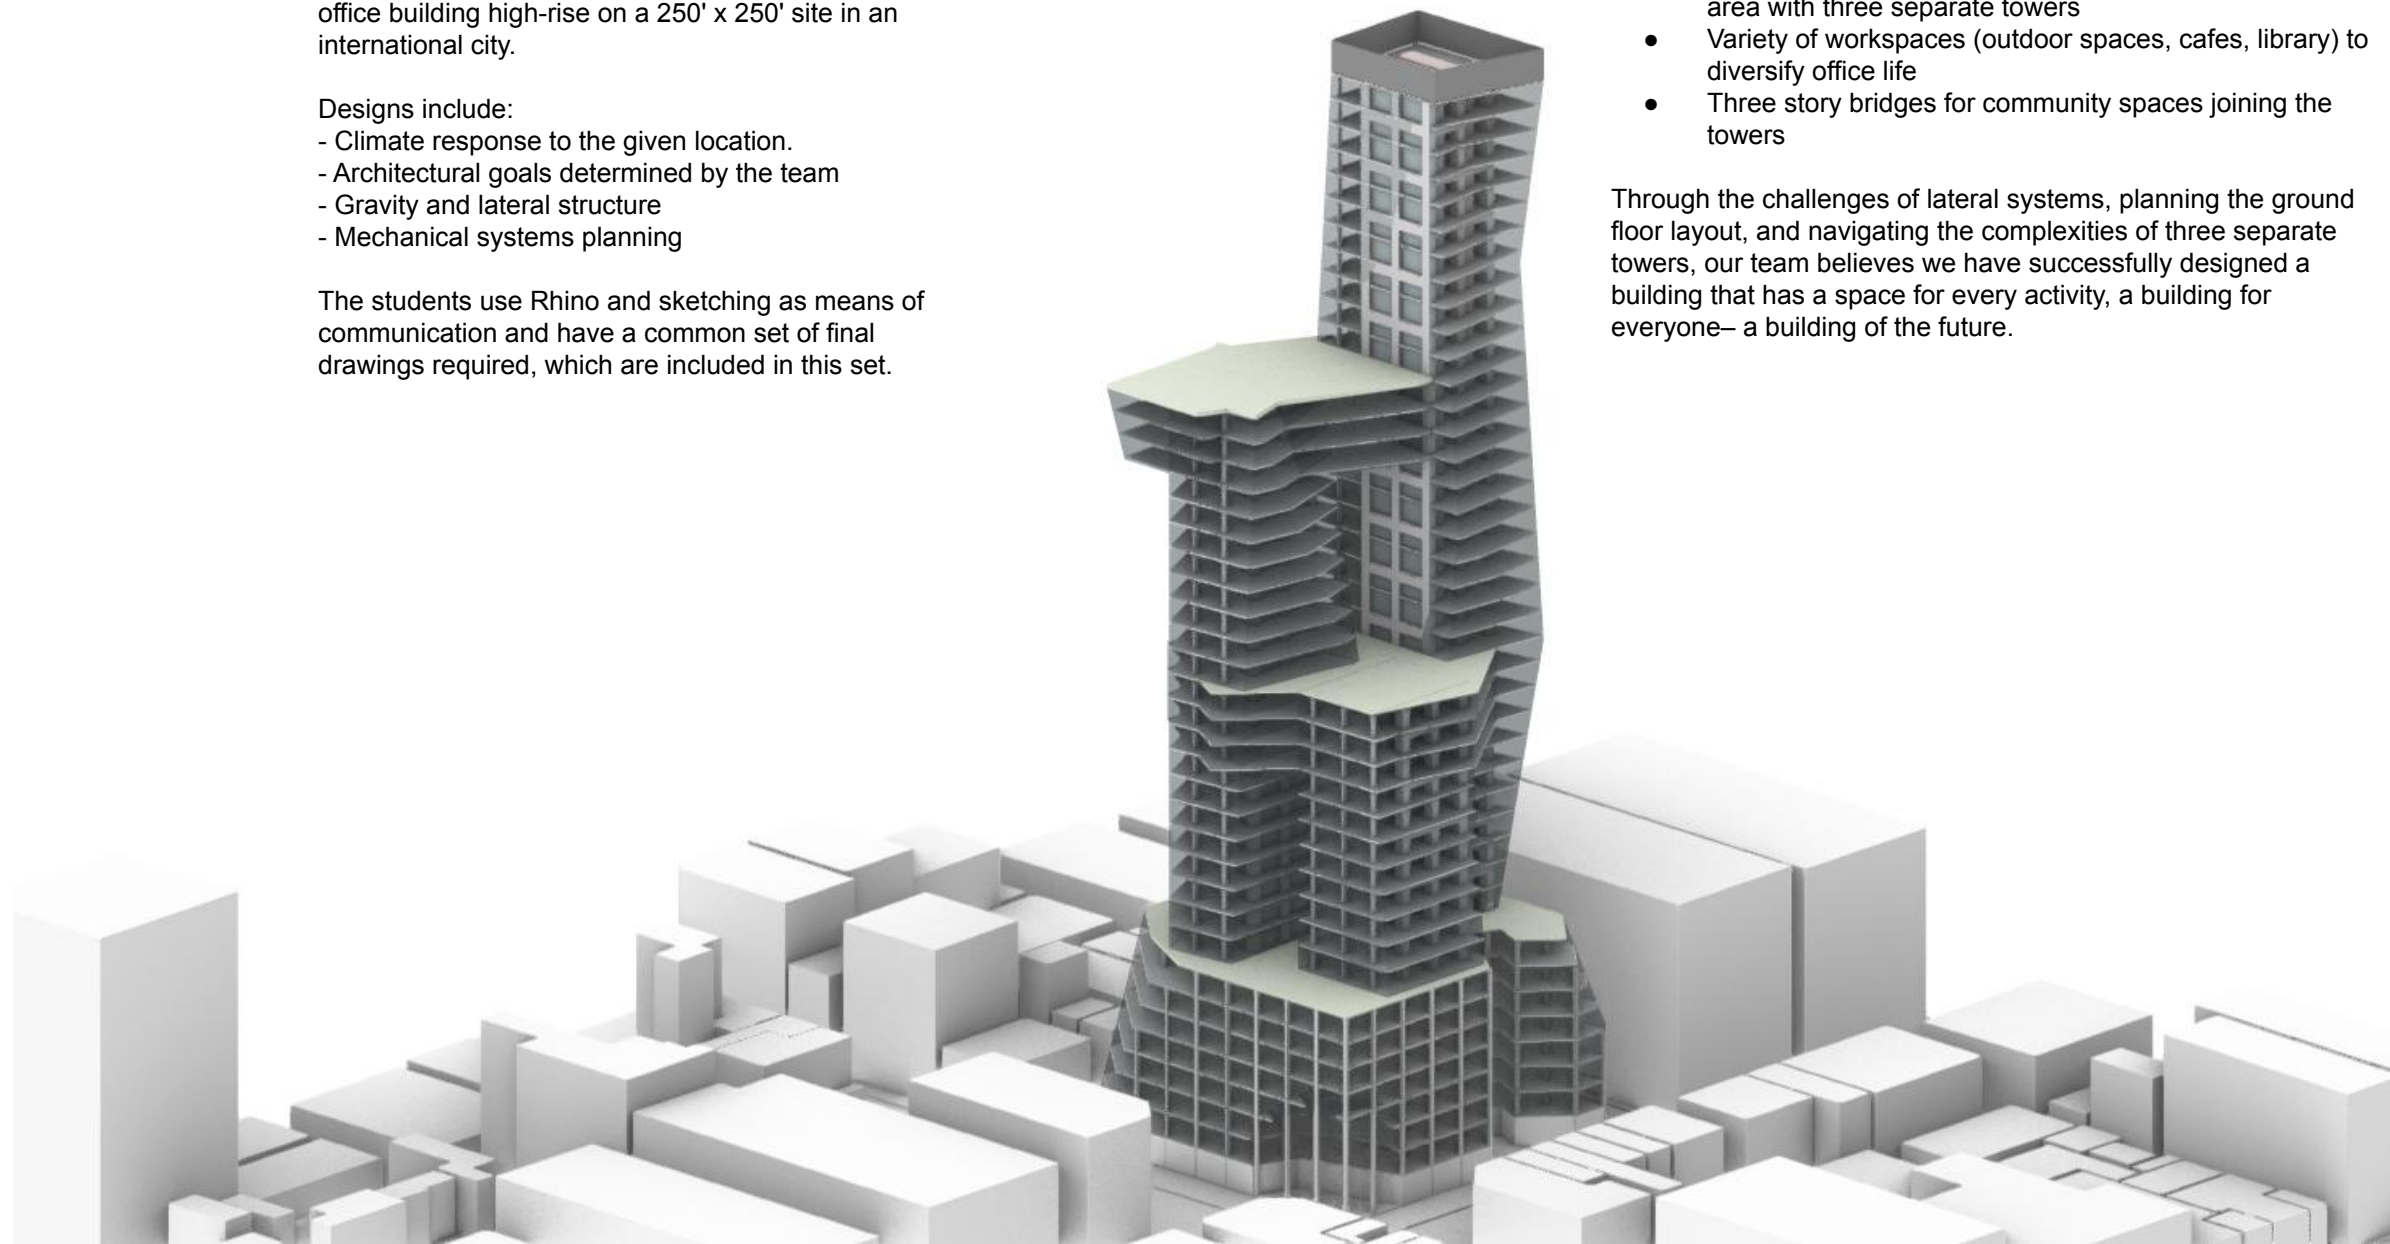 office building high-rise on a 250' x 250' site in an
international city.
Designs include:
- Climate response to the given location.
- Architectural goals determined by the team
- Gravity and lateral structure
- Mechanical systems planning
The students use Rhino and sketching as means of
communication and have a common set of final
drawings required, which are included in this set.
area with three separate towers
● Variety of workspaces (outdoor spaces, cafes, library) to
diversify office life
● Three story bridges for community spaces joining the
towers
Through the challenges of lateral systems, planning the ground
floor layout, and navigating the complexities of three separate
towers, our team believes we have successfully designed a
building that has a space for every activity, a building for
everyone– a building of the future.